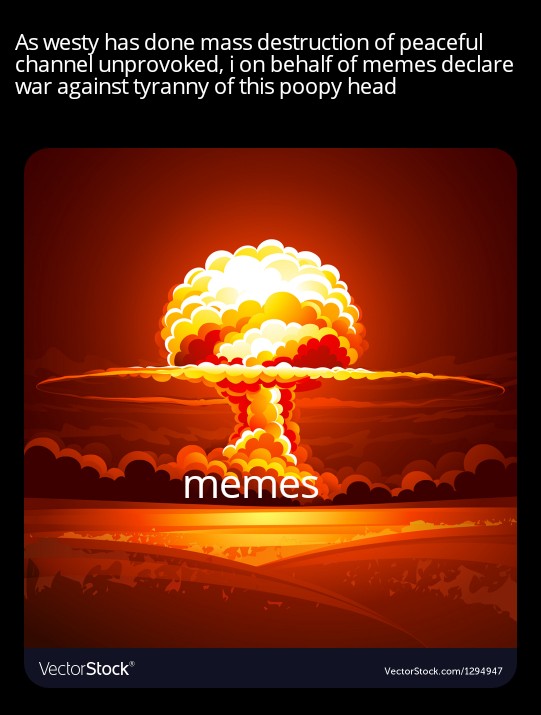 As westy has done mass destruction of peaceful
channel unprovoked, i on behalf of memes declare
war against tyranny of this poopy head
memes
VectorStock®
VectorStock.com/1294947